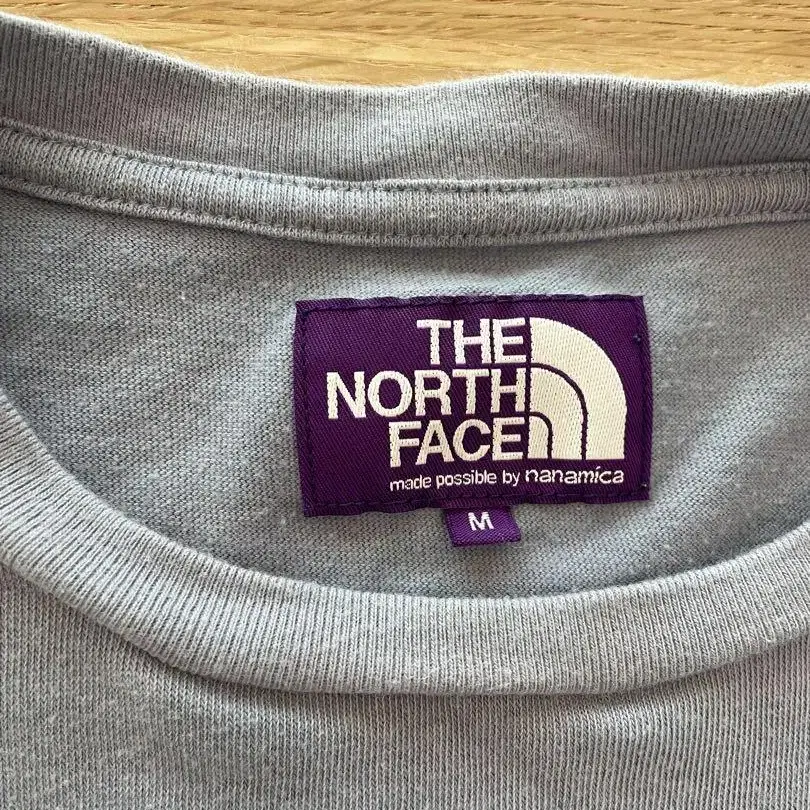 THE
NORTH
FACE
made possible by nanamica
M